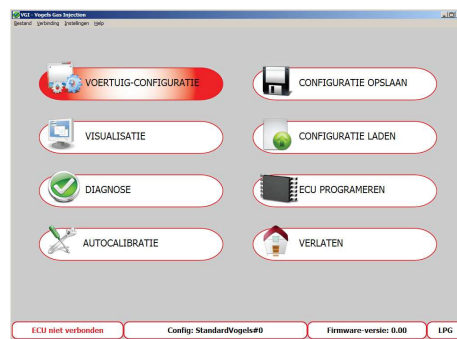 VGI - Vogels Gas Injection
Bestand Verbinding Instellingen Help
VOERTUIG-CONFIGURATIE
CONFIGURATIE OPSLAAN
VISUALISATIE
CONFIGURATIE LADEN
DIAGNOSE
ECU PROGRAMEREN
AUTOCALIBRATIE
VERLATEN
ECU niet verbonden
Config: StandardVogels#0
Firmware-versie: 0.00
LPG